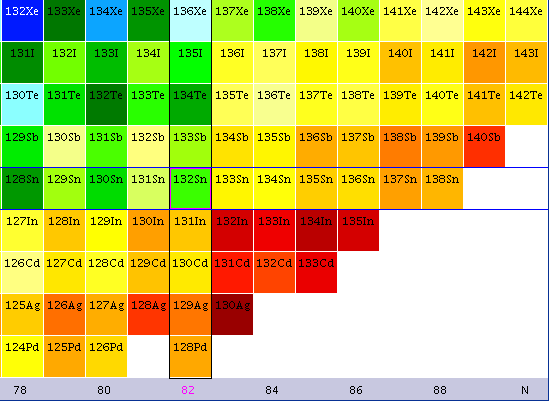 132Xe 133Xe 134Xe 135Xe 136Xe 137Xe 138Xe 139Xe 140Xe 141Xe 142Xe 143Xe 144Xe
131I 132I 133I 134I 135I 136I 137I 138I 139I 140I 141I 142I 143I
130Te 131Te 132Te 133Te 134Te 135Te 136Te 137Te 138Te 139Te 140Te 141Te 142Te
129Sb 130Sb 131Sb 132Sb 133Sb 134Sb 135Sb 136Sb 137Sb 138Sb 139Sb 140Sb
128Sn 129Sn 130Sn 131Sn 132Sn 133Sn 134Sn 135Sn 136Sn 137Sn 138Sn
127In 128In 129In 130In 131In 132In 133In 134In 135In
126Cd 127Cd 128Cd 129Cd 130Cd 131Cd 132Cd 133Cd
125Ag 126Ag 127Ag 128Ag 129Ag 130Ag
124Pd 125Pd 126Pd 128Pd
78 80 82 84 86 88 N